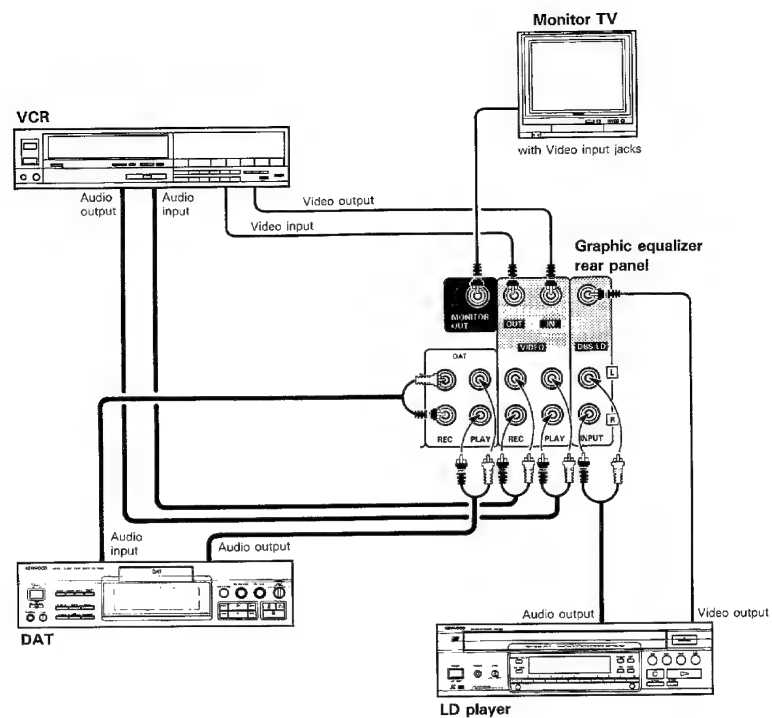 Monitor TV
VCR
with Video input jacks
Audio
output
Audio
input
Video output
Video input
Graphic equalizer
rear panel
MONITOR
OUT
OUT
IN
VIDEO
DBS/LD
DAT
L
R
REC
PLAY
REC
PLAY
INPUT
Audio
input
Audio output
KENWOOD
DAT
DAT
Audio output
Video output
KENWOOD
LD player